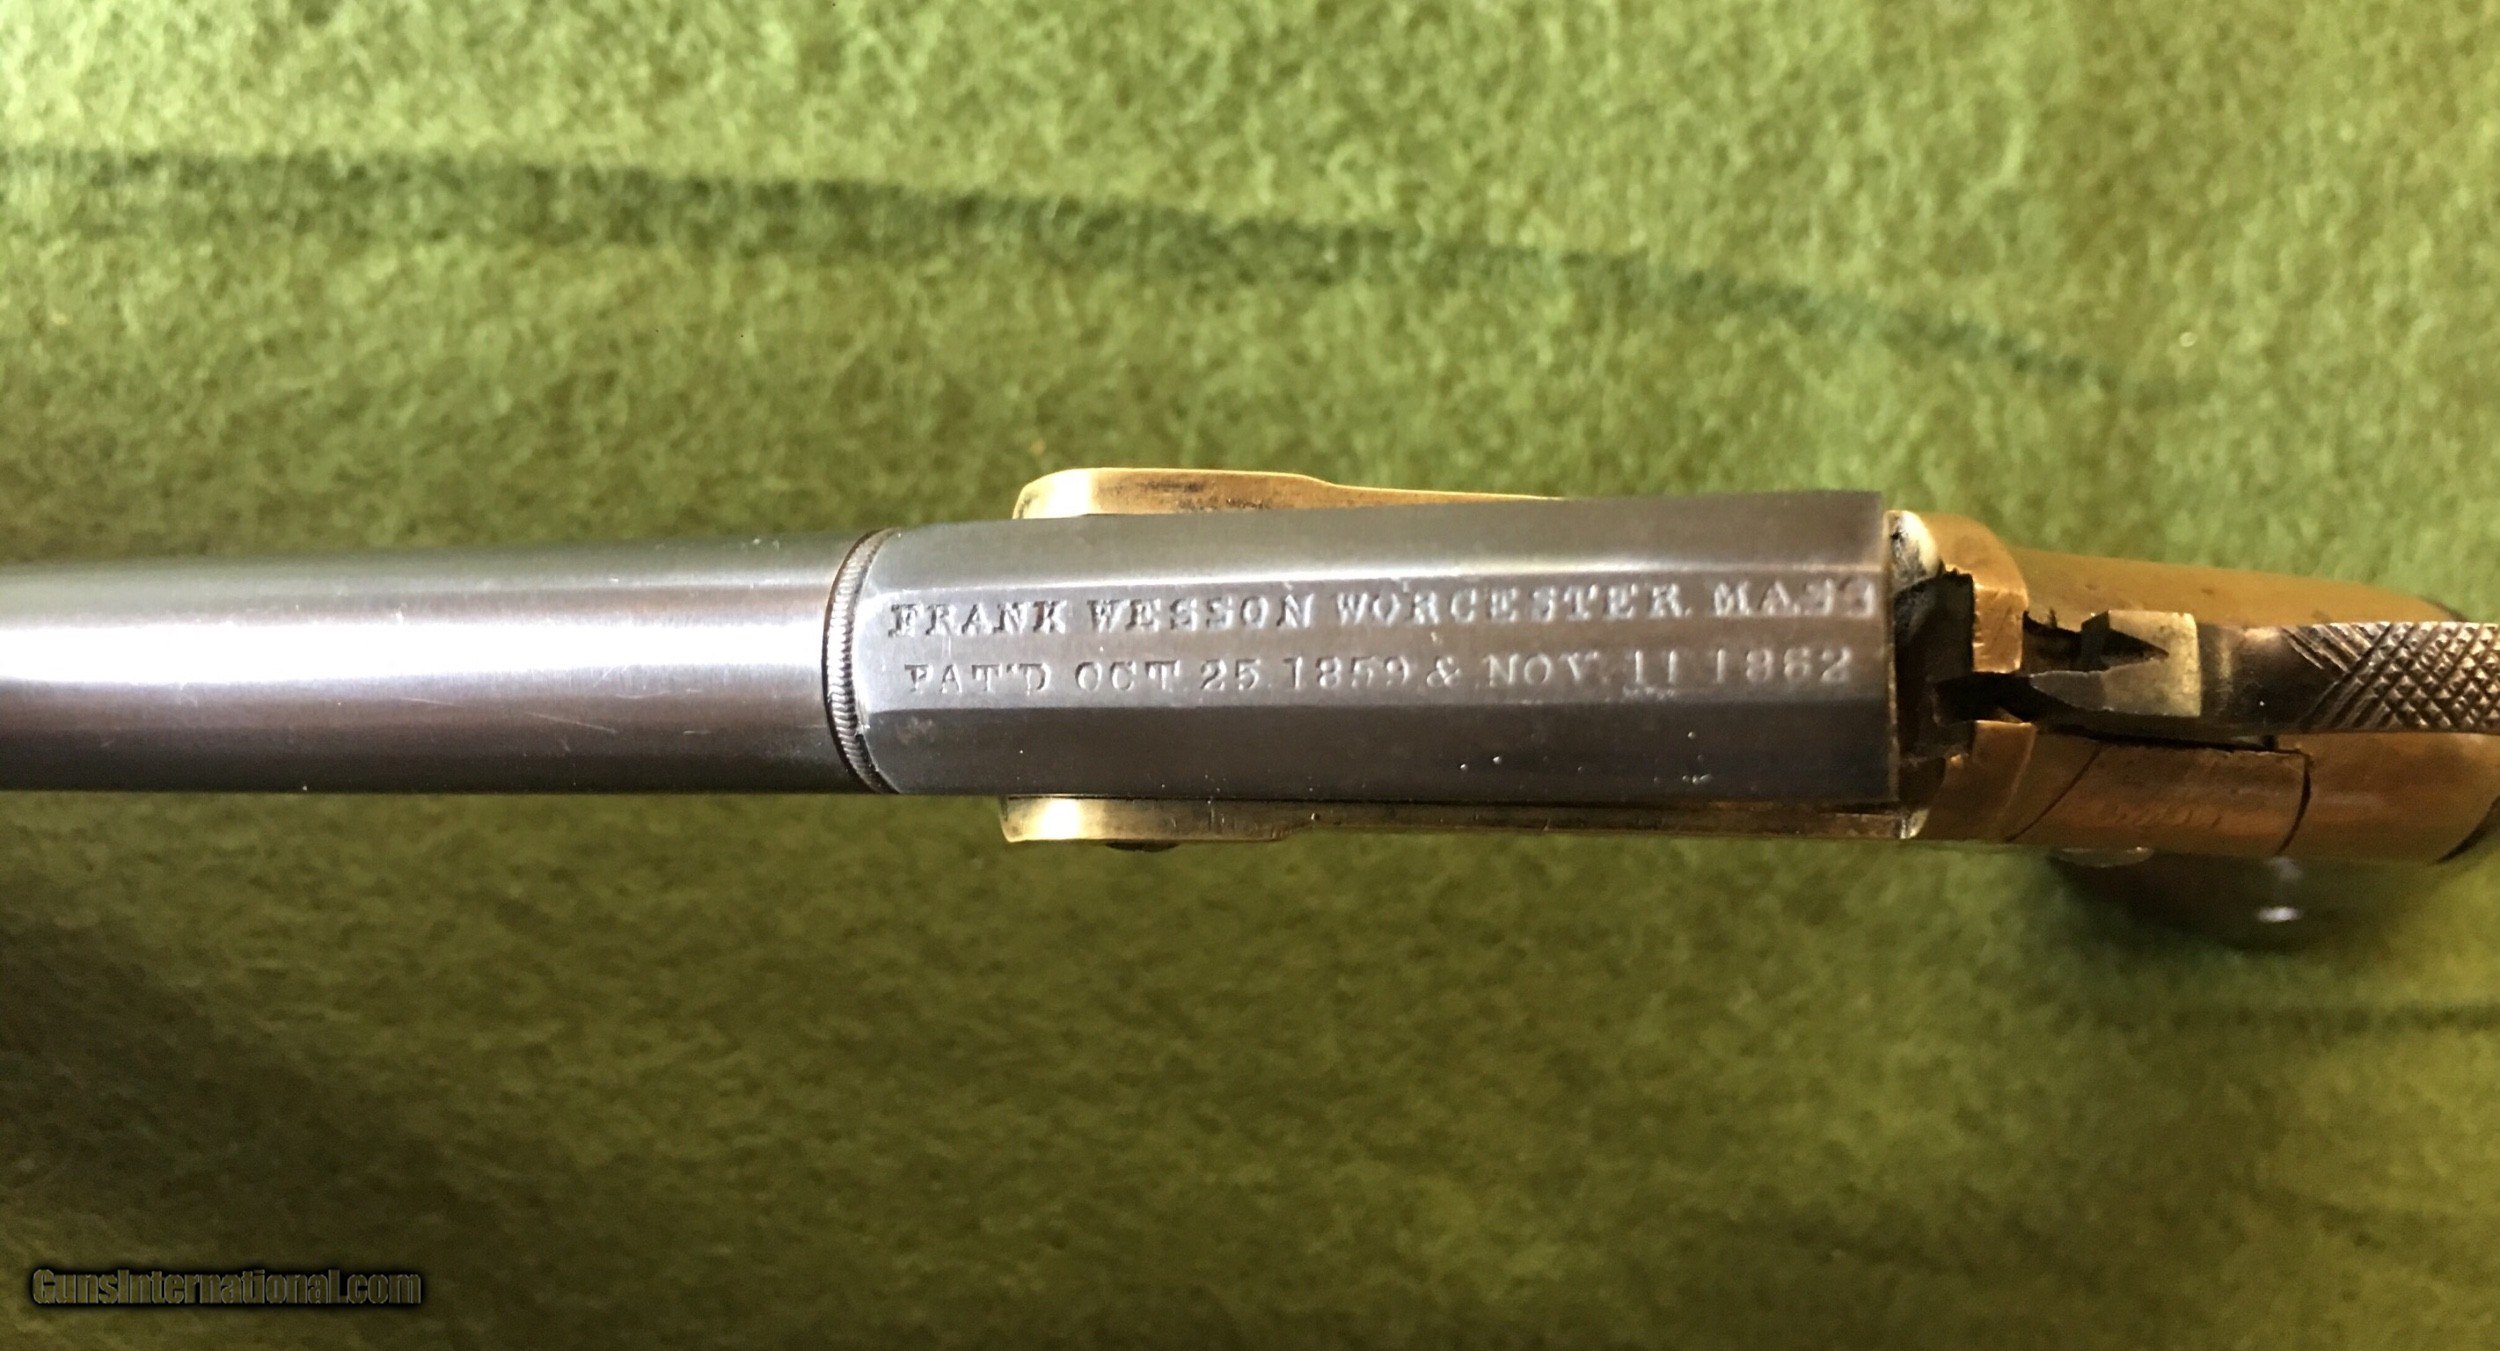 FRANK WESSON WORCESTER MASS
PAT'D OCT 25 1859 & NOV. 11 1862
GunsInternational.com